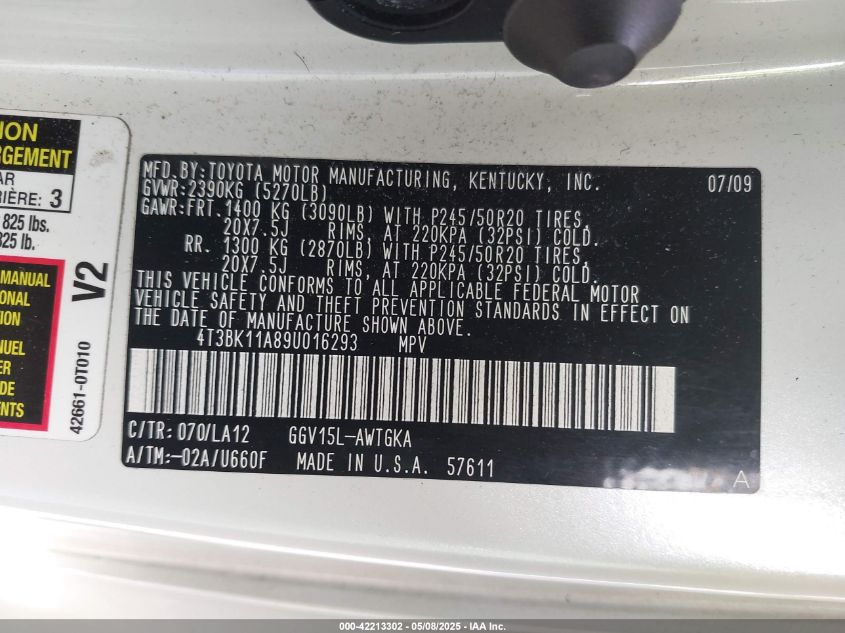 ION
RGEMENT
AR
RIÈRE: 3
825 lbs.
825 lb.
MANUAL
ONAL
TION
NUEL
ER
DE
ENTS
V2
42661-0T010
MFD.BY:TOYOTA MOTOR MANUFACTURING, KENTUCKY, INC. 07/09
GVWR:2390KG (5270LB)
GAWR:FRT. 1400 KG (3090LB) WITH P245/50R20 TIRES,
20X7.5J RIMS, AT 220KPA (32PSI) COLD.
RR. 1300 KG (2870LB) WITH P245/50R20 TIRES,
20X7.5J RIMS, AT 220KPA (32PSI) COLD.
THIS VEHICLE CONFORMS TO ALL APPLICABLE FEDERAL MOTOR
VEHICLE SAFETY AND THEFT PREVENTION STANDARDS IN EFFECT ON
THE DATE OF MANUFACTURE SHOWN ABOVE.
4T3BK11A89U016293 MPV
C/TR: 070/LA12 GGV15L-AWTGKA
A/TM:-02A/U660F MADE IN U.S.A. 57611
A
000-42213302 - 05/08/2025 - IAA Inc.